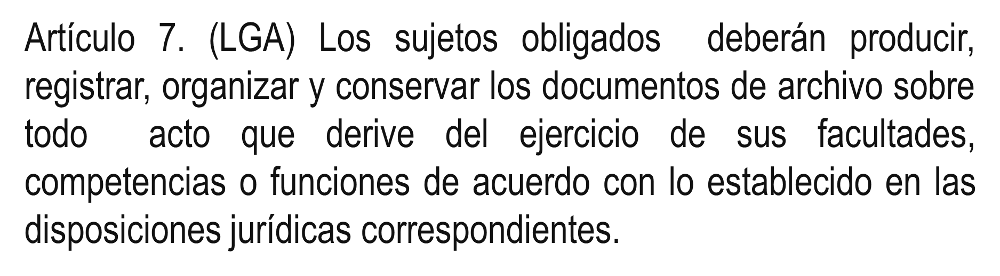 Artículo 7. (LGA) Los sujetos obligados deberán producir,
registrar, organizar y conservar los documentos de archivo sobre
todo acto que derive del ejercicio de sus facultades,
competencias o funciones de acuerdo con lo establecido en las
disposiciones jurídicas correspondientes.